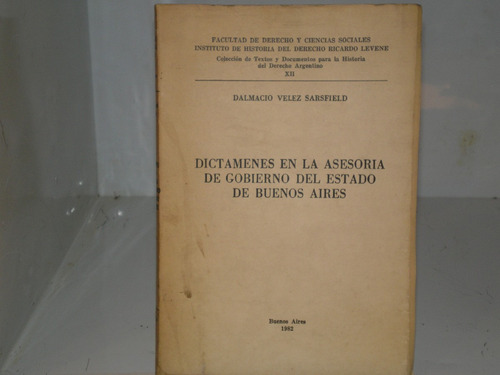 FACULTAD DE DERECHO Y CIENCIAS SOCIALES
INSTITUTO DE HISTORIA DEL DERECHO RICARDO LEVENE
Colección de Textos y Documentos para la Historia
del Derecho Argentino
XII
DALMACIO VELEZ SARSFIELD
DICTAMENES EN LA ASESORIA
DE GOBIERNO DEL ESTADO
DE BUENOS AIRES
Buenos Aires
1982